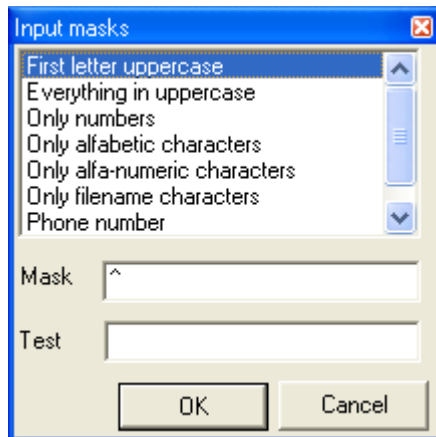 Input masks
First letter uppercase
Everything in uppercase
Only numbers
Only alfabetic characters
Only alfa-numeric characters
Only filename characters
Phone number
Mask ^
Test
OK Cancel